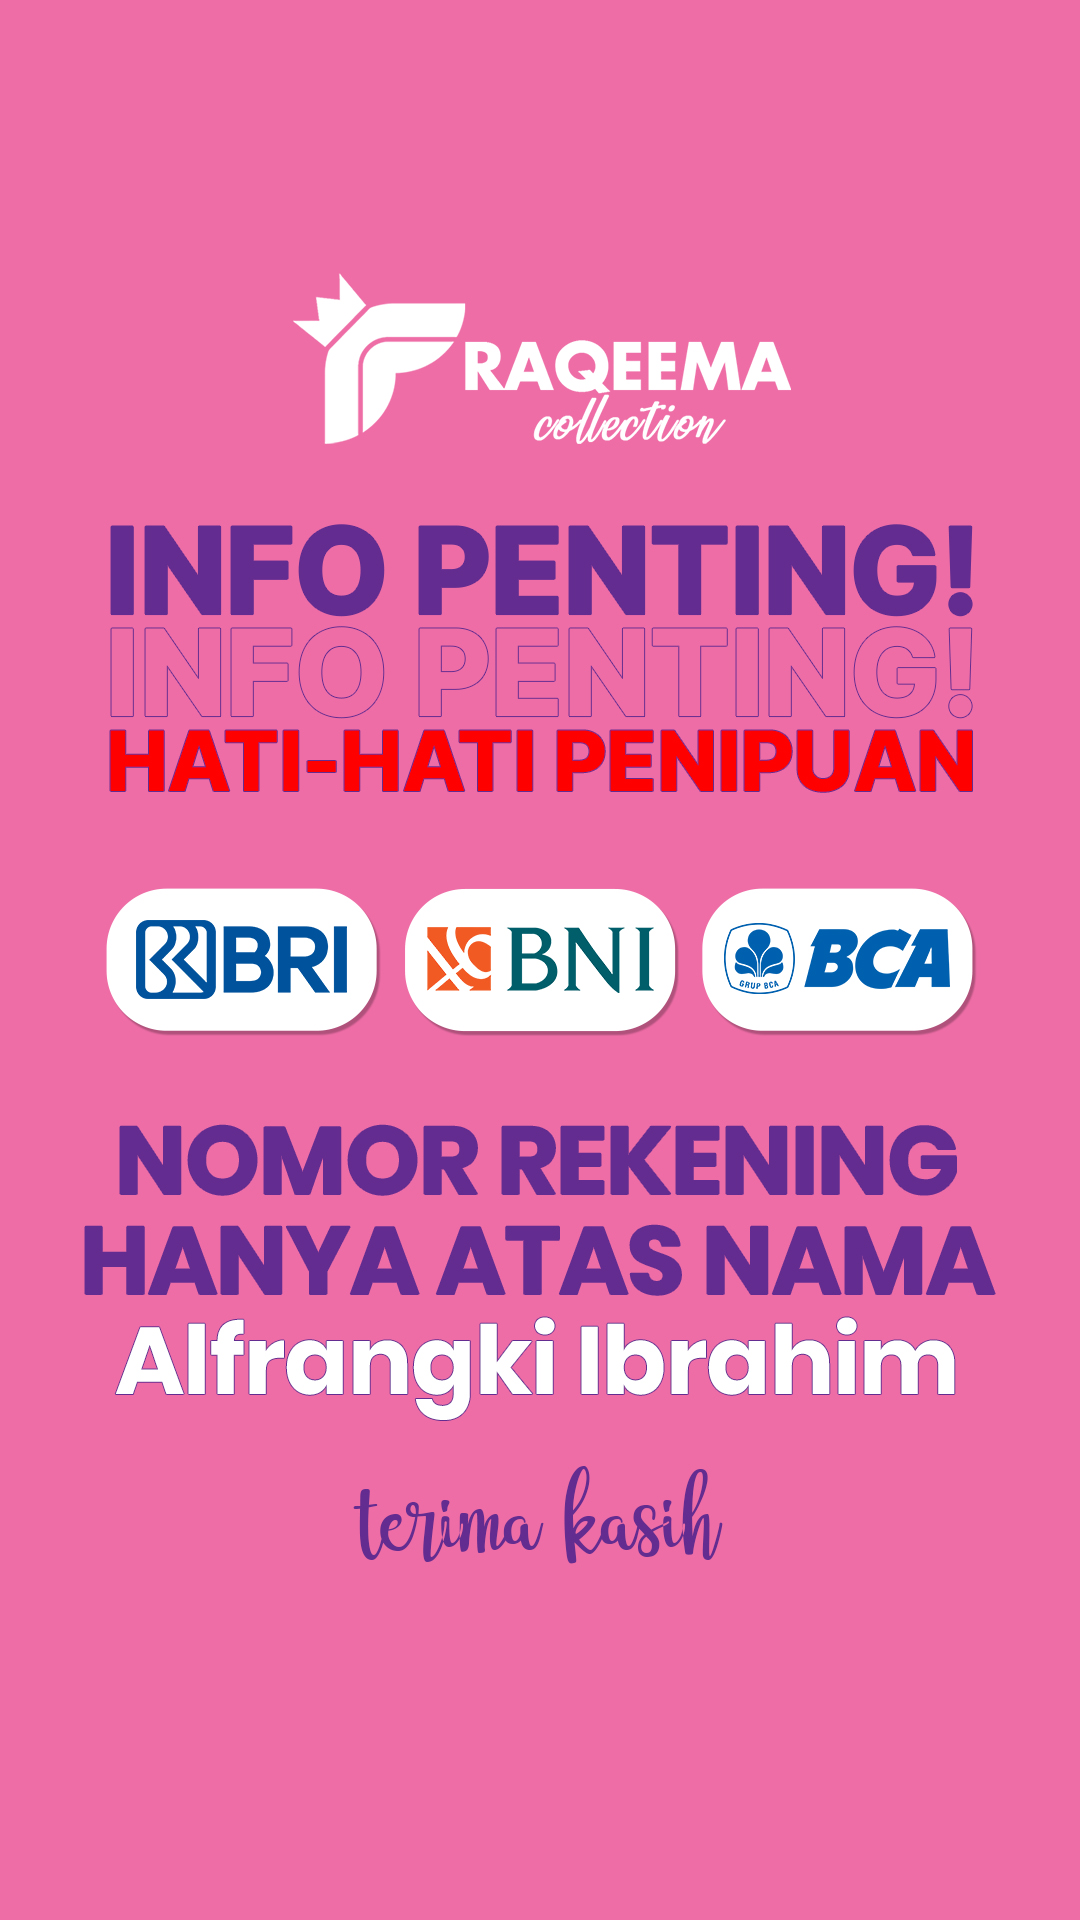 RAQEEMA
collection
INFO PENTING!
INFO PENTING!
HATI-HATI PENIPUAN
BRI
BNI
GRUP BCA
BCA
NOMOR REKENING
HANYA ATAS NAMA
Alfrangki Ibrahim
terima kasih